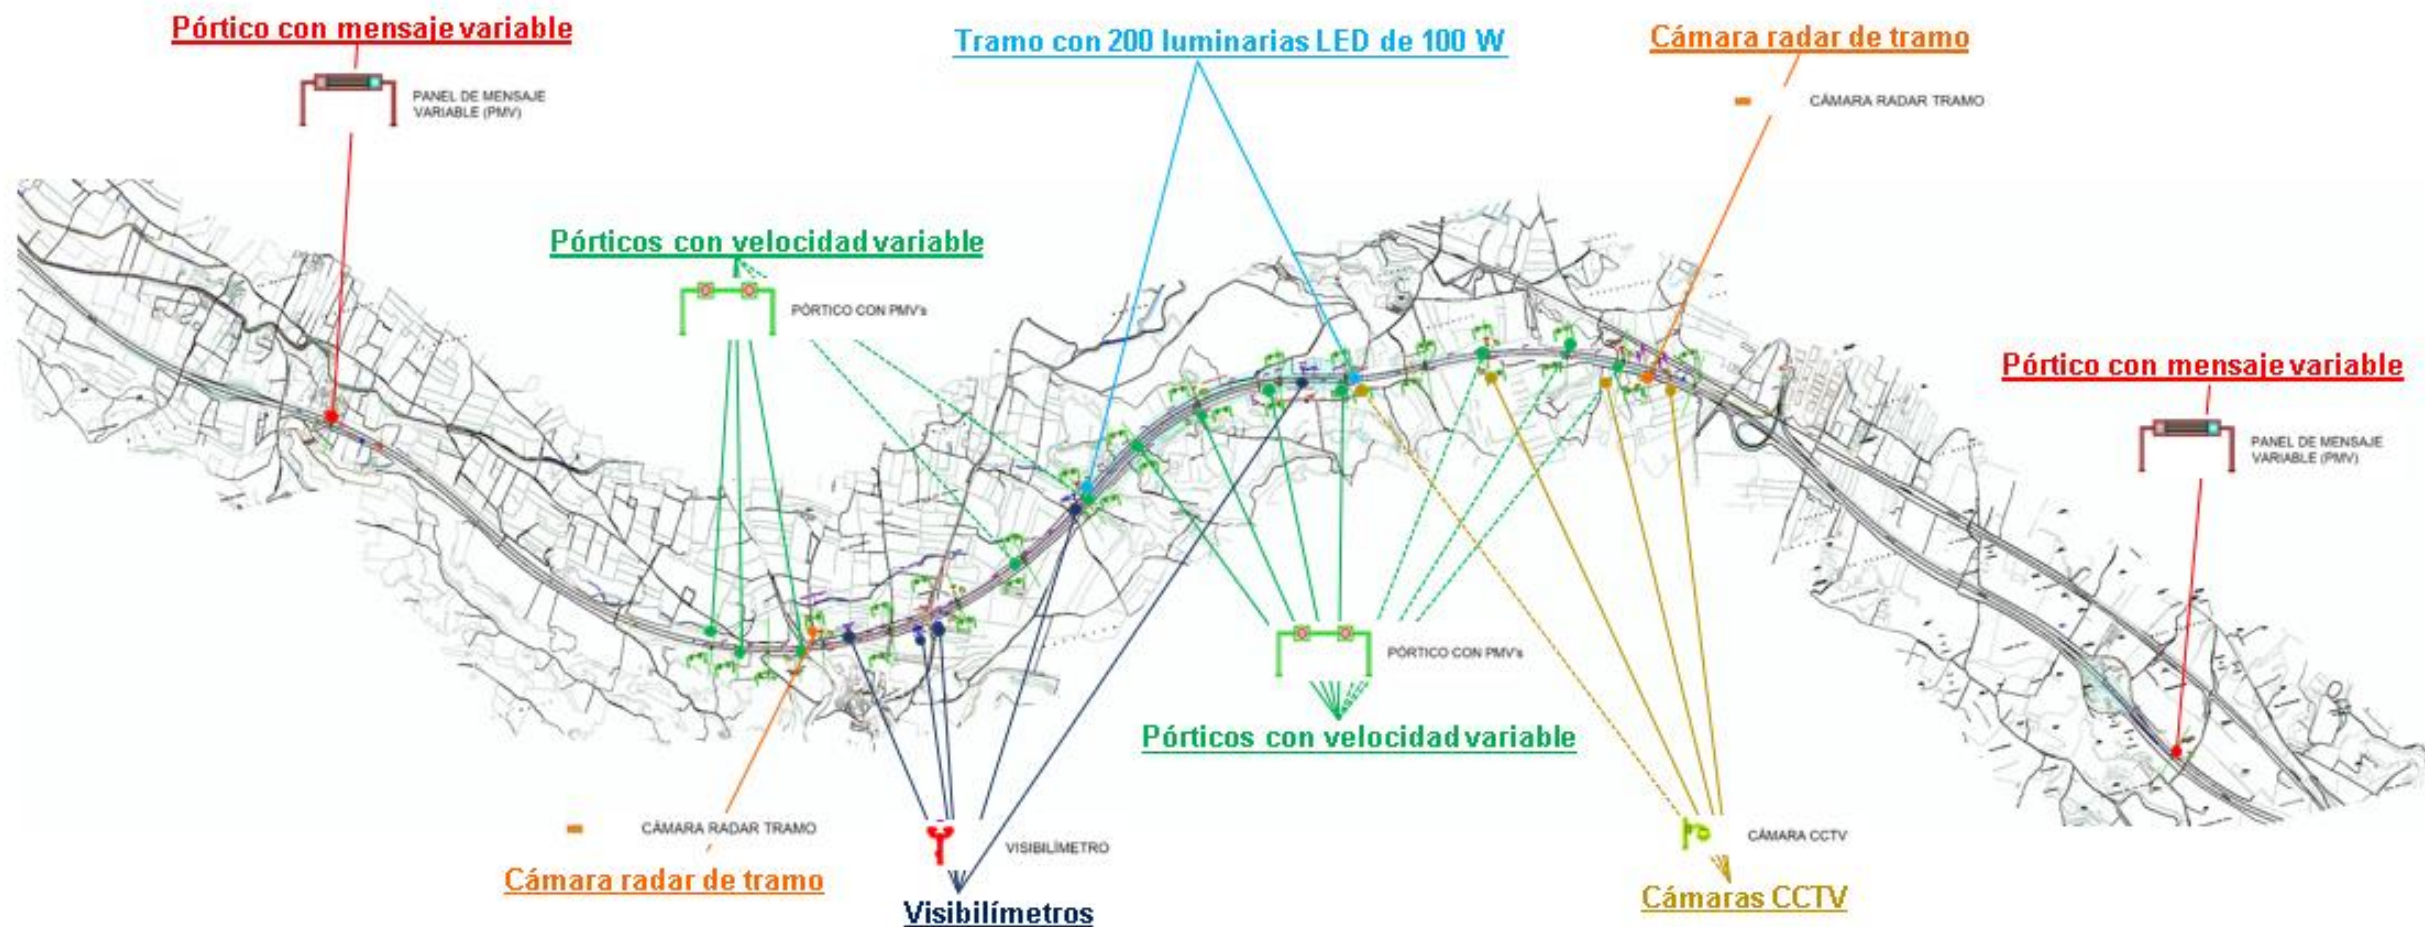 Pórtico con mensaje variable
PANEL DE MENSAJE
VARIABLE (PMV)
Tramo con 200 luminarias LED de 100 W
Cámara radar de tramo
CÁMARA RADAR TRAMO
Pórticos con velocidad variable
PÓRTICO CON PMV's
Pórtico con mensaje variable
PANEL DE MENSAJE
VARIABLE (PMV)
PÓRTICO CON PMV's
Pórticos con velocidad variable
CÁMARA RADAR TRAMO
Cámara radar de tramo
VISIBILÍMETRO
Visibilímetros
CÁMARA CCTV
Cámaras CCTV